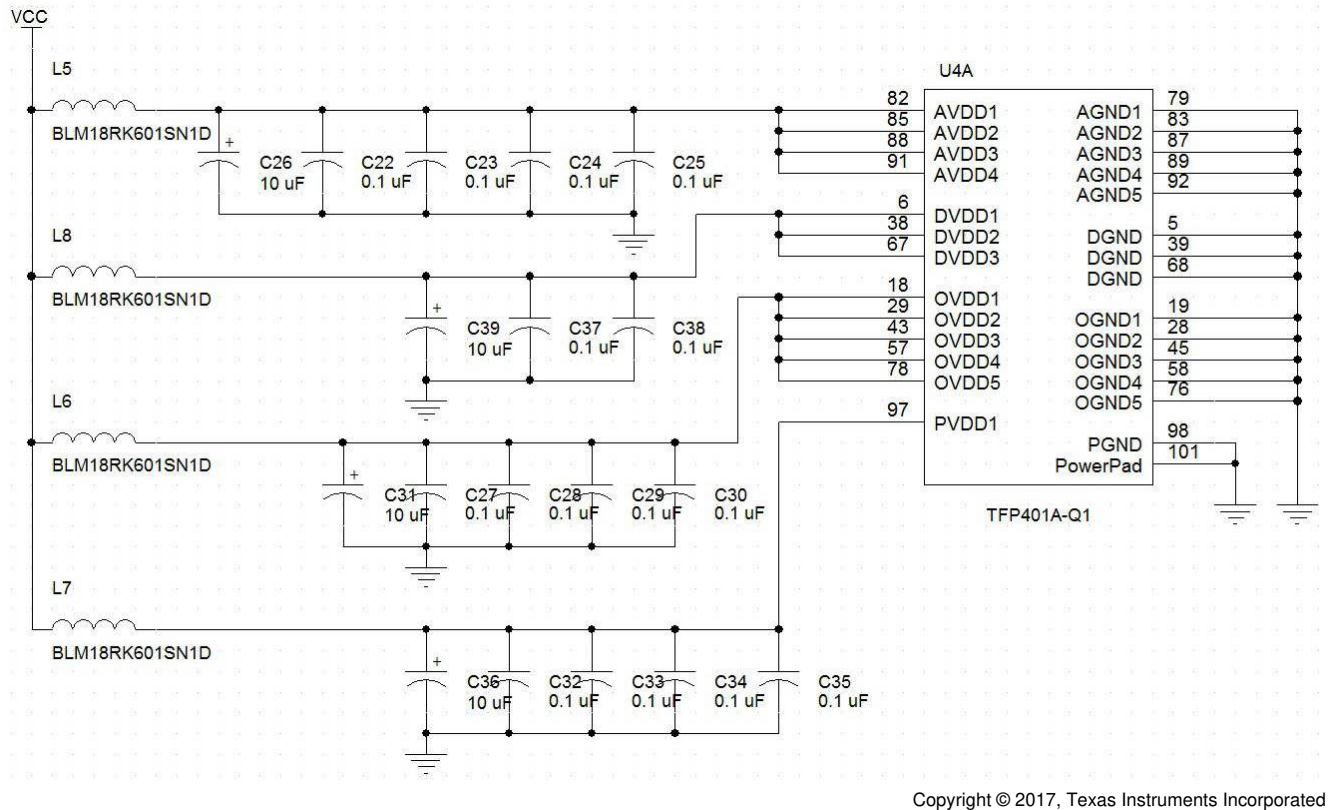 VCC
L5
BLM18RK601SN1D
+
C26
10 uF
C22
0.1 uF
C23
0.1 uF
C24
0.1 uF
C25
0.1 uF
L8
BLM18RK601SN1D
+
C39
10 uF
C37
0.1 uF
C38
0.1 uF
L6
BLM18RK601SN1D
+
C31
10 uF
C27
0.1 uF
C28
0.1 uF
C29
0.1 uF
C30
0.1 uF
L7
BLM18RK601SN1D
+
C36
10 uF
C32
0.1 uF
C33
0.1 uF
C34
0.1 uF
C35
0.1 uF
U4A
82 AVDD1
85 AVDD2
88 AVDD3
91 AVDD4
6 DVDD1
38 DVDD2
67 DVDD3
18 OVDD1
29 OVDD2
43 OVDD3
57 OVDD4
78 OVDD5
97 PVDD1
AGND1 79
AGND2 83
AGND3 87
AGND4 89
AGND5 92
DGND 5
DGND 39
DGND 68
OGND1 19
OGND2 28
OGND3 45
OGND4 58
OGND5 76
PGND 98
PowerPad 101
TFP401A-Q1
Copyright © 2017, Texas Instruments Incorporated